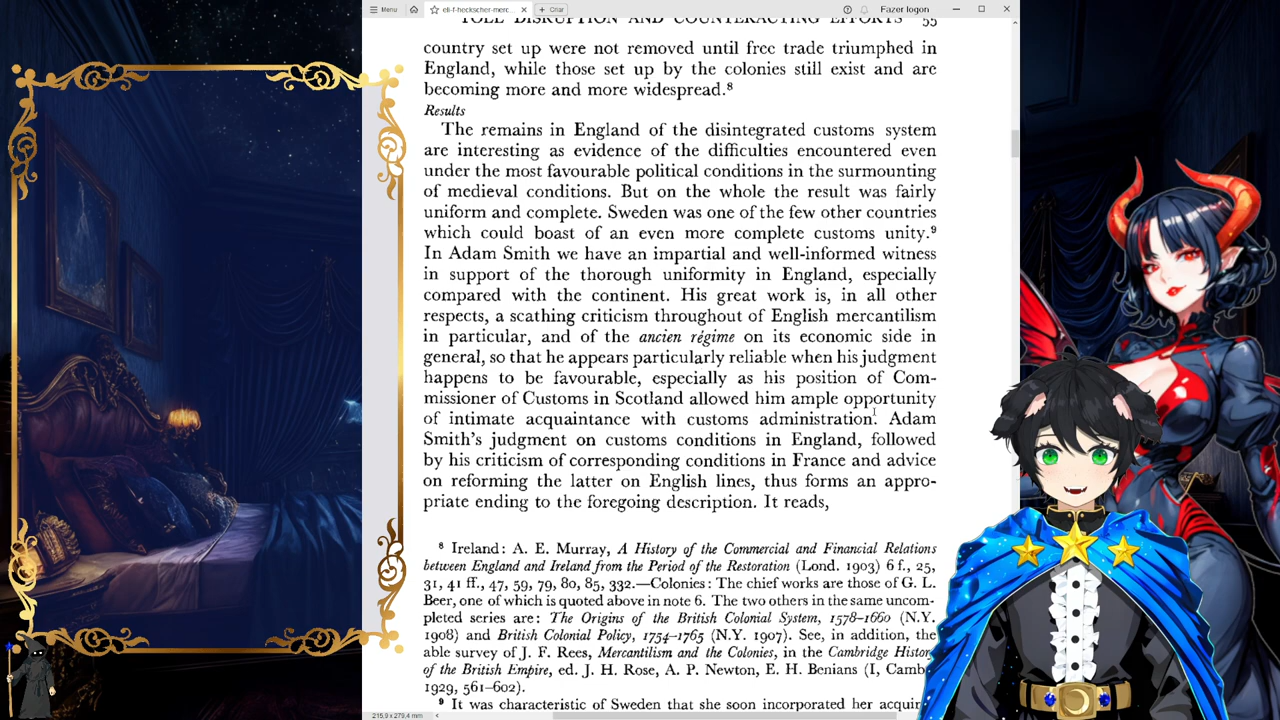 Menu
eli-f-heckscher-merc...
Criar
Fazer logon
TOLL DISRUPTION AND COUNTERACTING EFFORTS 55
country set up were not removed until free trade triumphed in
England, while those set up by the colonies still exist and are
becoming more and more widespread.⁸
Results
The remains in England of the disintegrated customs system
are interesting as evidence of the difficulties encountered even
under the most favourable political conditions in the surmounting
of medieval conditions. But on the whole the result was fairly
uniform and complete. Sweden was one of the few other countries
which could boast of an even more complete customs unity.⁹
In Adam Smith we have an impartial and well-informed witness
in support of the thorough uniformity in England, especially
compared with the continent. His great work is, in all other
respects, a scathing criticism throughout of English mercantilism
in particular, and of the ancien régime on its economic side in
general, so that he appears particularly reliable when his judgment
happens to be favourable, especially as his position of Com-
missioner of Customs in Scotland allowed him ample opportunity
of intimate acquaintance with customs administration. Adam
Smith's judgment on customs conditions in England, followed
by his criticism of corresponding conditions in France and advice
on reforming the latter on English lines, thus forms an appro-
priate ending to the foregoing description. It reads,
⁸ Ireland: A. E. Murray, A History of the Commercial and Financial Relations
between England and Ireland from the Period of the Restoration (Lond. 1903) 6 f., 25,
31, 41 ff., 47, 59, 79, 80, 85, 332.—Colonies: The chief works are those of G. L.
Beer, one of which is quoted above in note 6. The two others in the same uncom-
pleted series are: The Origins of the British Colonial System, 1578–1660 (N.Y.
1908) and British Colonial Policy, 1754–1765 (N.Y. 1907). See, in addition, the
able survey of J. F. Rees, Mercantilism and the Colonies, in the Cambridge History
of the British Empire, ed. J. H. Rose, A. P. Newton, E. H. Benians (I, Camb
1929, 561–602).
⁹ It was characteristic of Sweden that she soon incorporated her acquir
215,9 x 279,4 mm